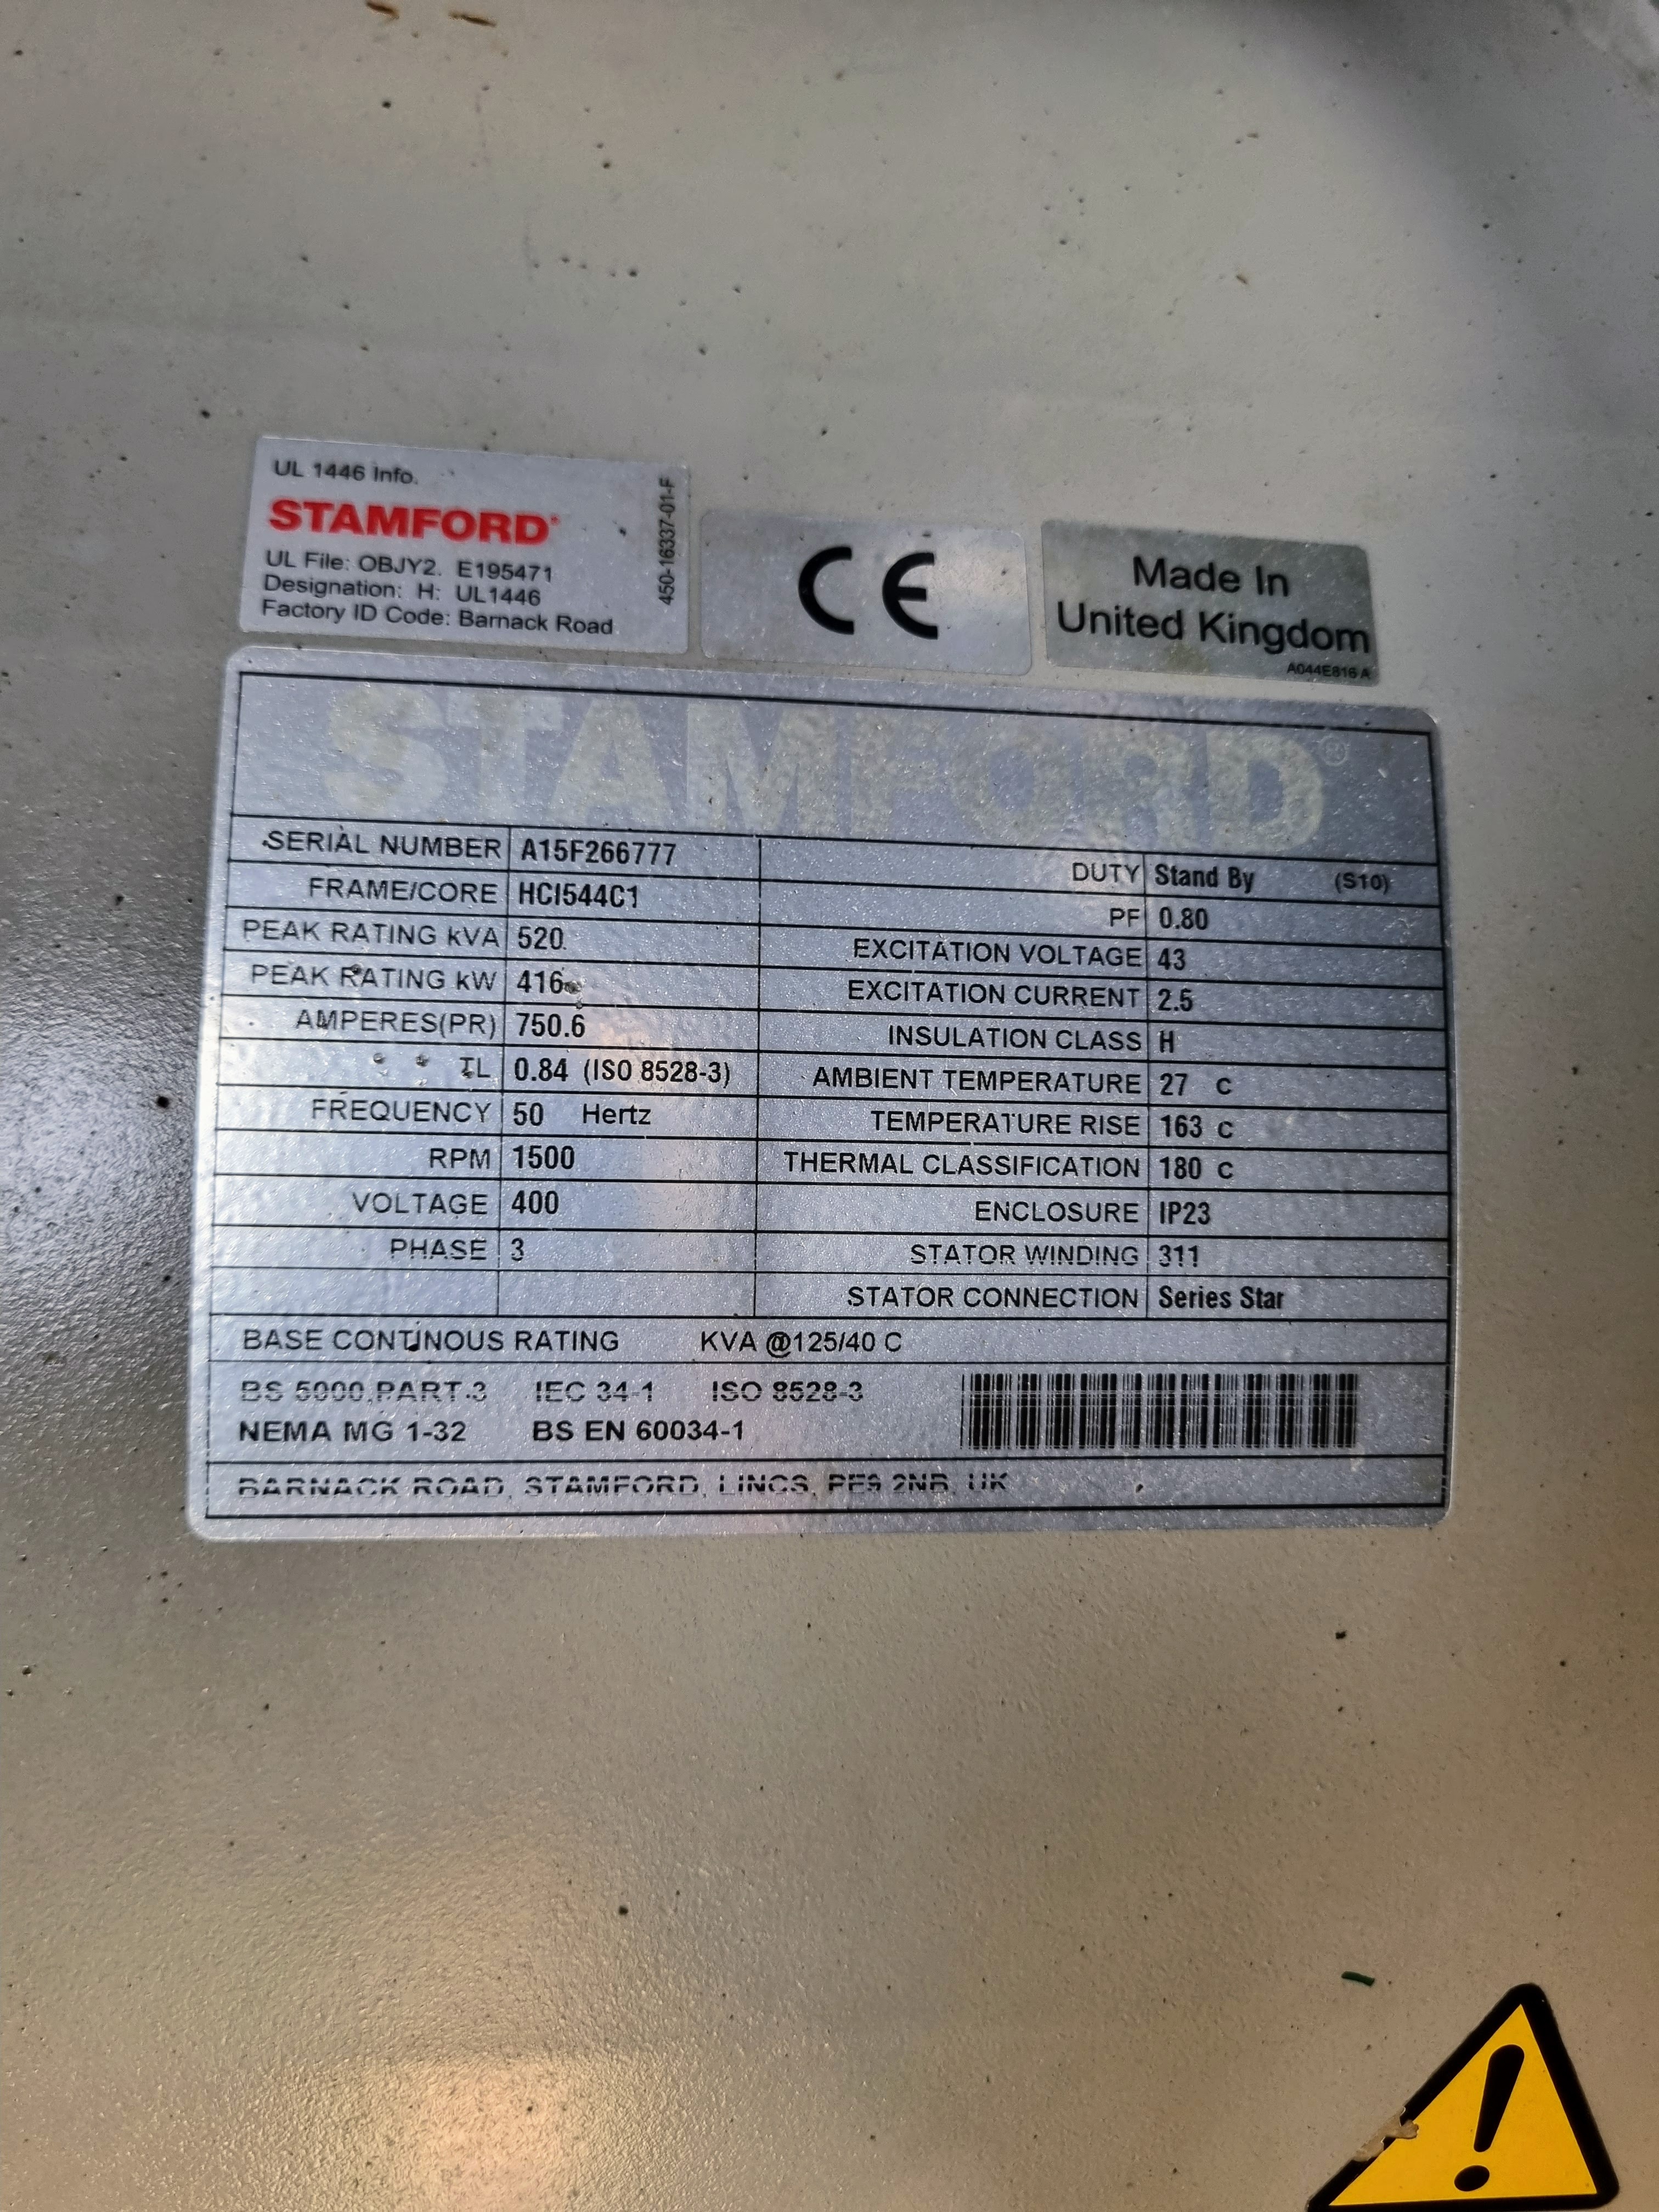 UL 1446 Info.
STAMFORD®
UL File: OBJY2. E195471
Designation: H: UL1446
Factory ID Code: Barnack Road
450-16337-01-F
CE
Made In
United Kingdom
A044E816 A
STAMFORD®
SERIAL NUMBER A15F266777
FRAME/CORE HCI544C1
PEAK RATING kVA 520
PEAK RATING kW 416
AMPERES(PR) 750.6
TL 0.84 (ISO 8528-3)
FREQUENCY 50 Hertz
RPM 1500
VOLTAGE 400
PHASE 3
DUTY Stand By (S10)
PF 0.80
EXCITATION VOLTAGE 43
EXCITATION CURRENT 2.5
INSULATION CLASS H
AMBIENT TEMPERATURE 27 C
TEMPERATURE RISE 163 C
THERMAL CLASSIFICATION 180 C
ENCLOSURE IP23
STATOR WINDING 311
STATOR CONNECTION Series Star
BASE CONTINOUS RATING KVA @125/40 C
BS 5000,PART 3 IEC 34-1 ISO 8528-3
NEMA MG 1-32 BS EN 60034-1
BARNACK ROAD, STAMFORD, LINCS, PE9 2NB, UK